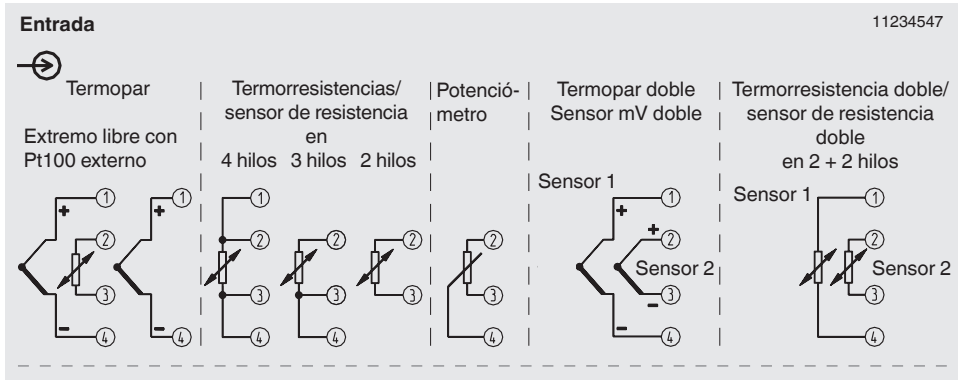 Entrada
11234547
Termopar
Extremo libre con
Pt100 externo
+
1
2
3
4
−
+
1
4
−
Termorresistencias/
sensor de resistencia
en
4 hilos 3 hilos 2 hilos
1
2
3
4
2
3
4
2
3
Potenció-
metro
2
3
4
Termopar doble
Sensor mV doble
Sensor 1
1
+
+
2
Sensor 2
3
−
−
4
Termorresistencia doble/
sensor de resistencia
doble
en 2 + 2 hilos
Sensor 1
1
2
Sensor 2
3
4